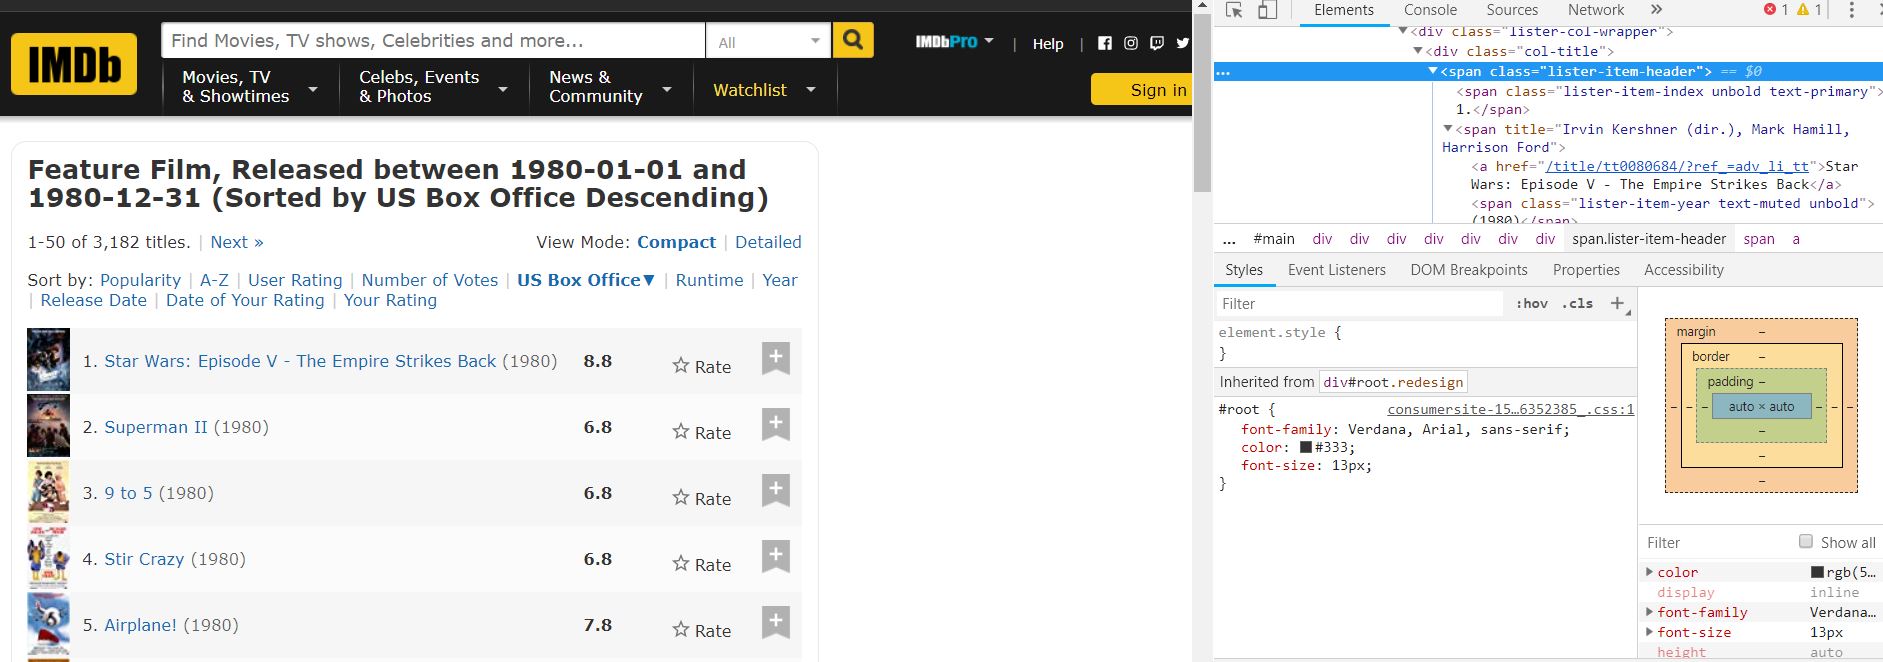 IMDb
Find Movies, TV shows, Celebrities and more...
All
IMDbPro
|
Help
|
Movies, TV
& Showtimes
Celebs, Events
& Photos
News &
Community
Watchlist
Sign in
Feature Film, Released between 1980-01-01 and
1980-12-31 (Sorted by US Box Office Descending)
1-50 of 3,182 titles. | Next »
View Mode: Compact | Detailed
Sort by: Popularity | A-Z | User Rating | Number of Votes | US Box Office▼ | Runtime | Year
| Release Date | Date of Your Rating | Your Rating
1. Star Wars: Episode V - The Empire Strikes Back (1980) 8.8 Rate
2. Superman II (1980) 6.8 Rate
3. 9 to 5 (1980) 6.8 Rate
4. Stir Crazy (1980) 6.8 Rate
5. Airplane! (1980) 7.8 Rate
Elements Console Sources Network » 1 1
▼<div class="lister-col-wrapper">
▼<div class="col-title">
... ▼<span class="lister-item-header"> == $0
<span class="lister-item-index unbold text-primary">
1.</span>
▼<span title="Irvin Kershner (dir.), Mark Hamill,
Harrison Ford">
<a href="/title/tt0080684/?ref_=adv_li_tt">Star
Wars: Episode V - The Empire Strikes Back</a>
<span class="lister-item-year text-muted unbold">
(1980)</span>
... #main div div div div div div div span.lister-item-header span a
Styles Event Listeners DOM Breakpoints Properties Accessibility
Filter :hov .cls +
element.style {
}
Inherited from div#root.redesign
#root { consumersite-15…6352385_.css:1
font-family: Verdana, Arial, sans-serif;
color: #333;
font-size: 13px;
}
margin –
border –
padding –
– – – auto × auto – – –
–
–
–
Filter Show all
color rgb(5…
display inline
font-family Verdana…
font-size 13px
height auto